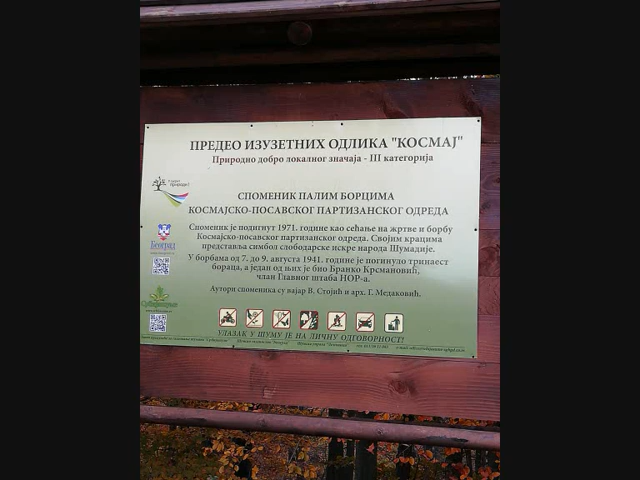 ПРЕДЕО ИЗУЗЕТНИХ ОДЛИКА "КОСМАЈ"
Природно добро локалног значаја - III категорија
СПОМЕНИК ПАЛИМ БОРЦИМА
КОСМАЈСКО-ПОСАВСКОГ ПАРТИЗАНСКОГ ОДРЕДА
Споменик је подигнут 1971. године као сећање на жртве и борбу
Космајско-посавског партизанског одреда. Својим крацима
представља симбол слободарске искре народа Шумадије.
У борбама од 7. до 9. августа 1941. године је погинуло тринаест
бораца, а један од њих је био Бранко Крсмановић,
члан Главног штаба НОР-а.
Аутори споменика су вајар В. Стојић и арх. Г. Медаковић.
Београд
Србијашуме
УЛАЗАК У ШУМУ ЈЕ НА ЛИЧНУ ОДГОВОРНОСТ!